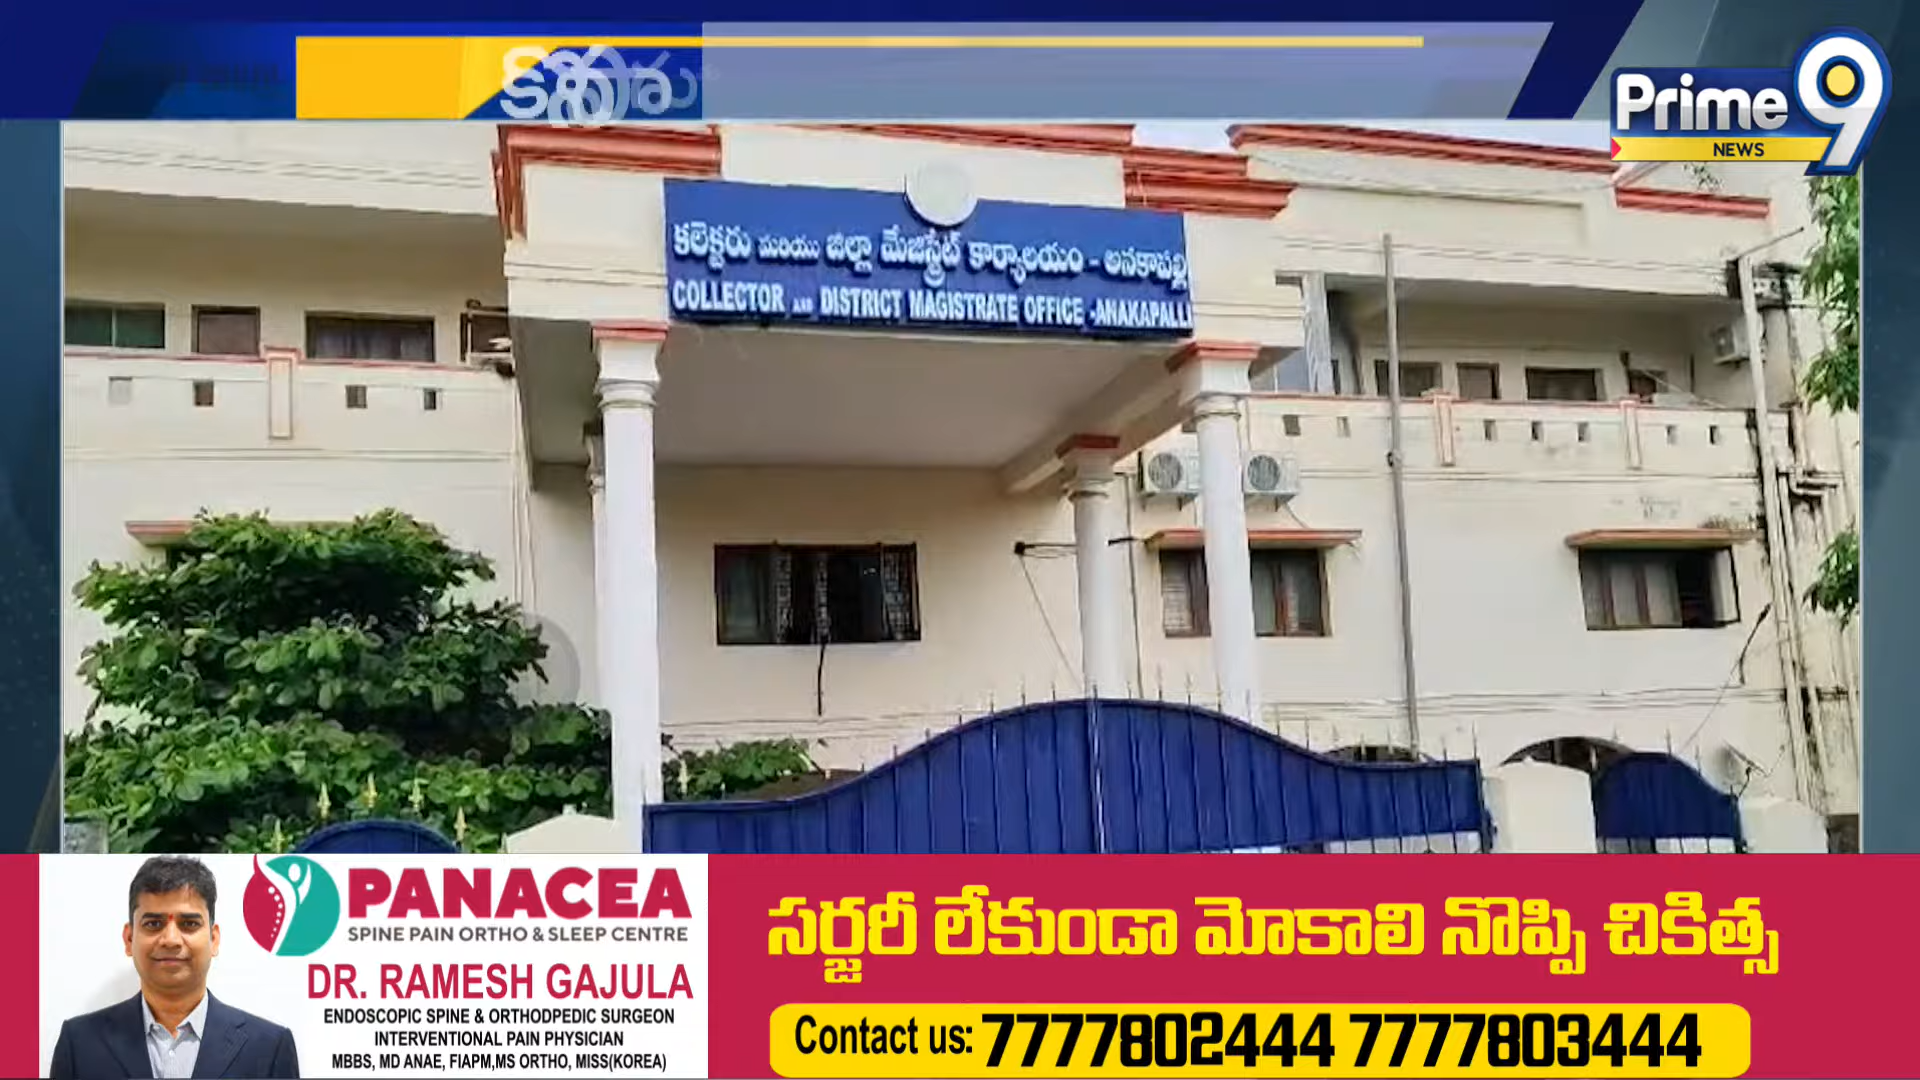 Prime9
NEWS
కలెక్టరు మరియు జిల్లా మేజిస్ట్రేట్ కార్యాలయం - అనకాపల్లి
COLLECTOR AND DISTRICT MAGISTRATE OFFICE -ANAKAPALLI
PANACEA
SPINE PAIN ORTHO & SLEEP CENTRE
DR. RAMESH GAJULA
ENDOSCOPIC SPINE & ORTHODPEDIC SURGEON
INTERVENTIONAL PAIN PHYSICIAN
MBBS, MD ANAE, FIAPM,MS ORTHO, MISS(KOREA)
సర్జరీ లేకుండా మోకాలి నొప్పి చికిత్స
Contact us: 7777802444 7777803444